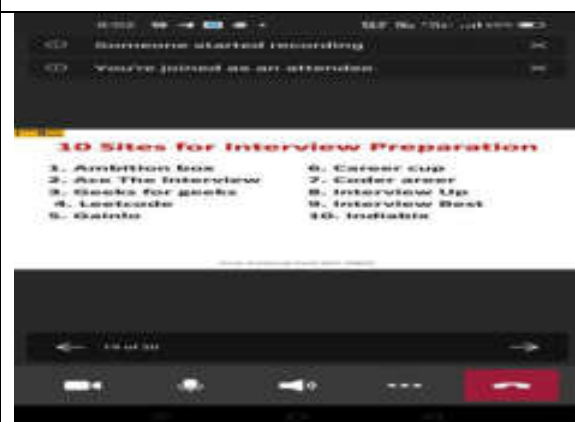 Someone started recording
You're joined as an attendee
10 Sites for Interview Preparation
1. Ambition box
2. Ace The Interview
3. Geeks for geeks
4. Leetcode
5. Gainlo
6. Career cup
7. Coder areer
8. Interview Up
9. Interview Best
10. Indiabix